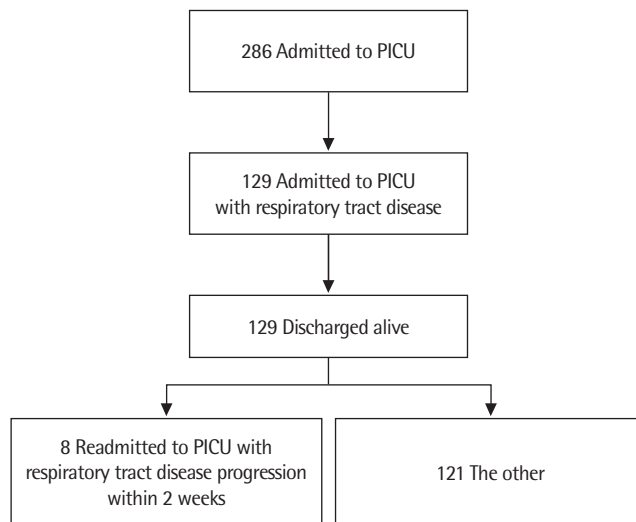 286 Admitted to PICU
129 Admitted to PICU
with respiratory tract disease
129 Discharged alive
8 Readmitted to PICU with
respiratory tract disease progression
within 2 weeks
121 The other